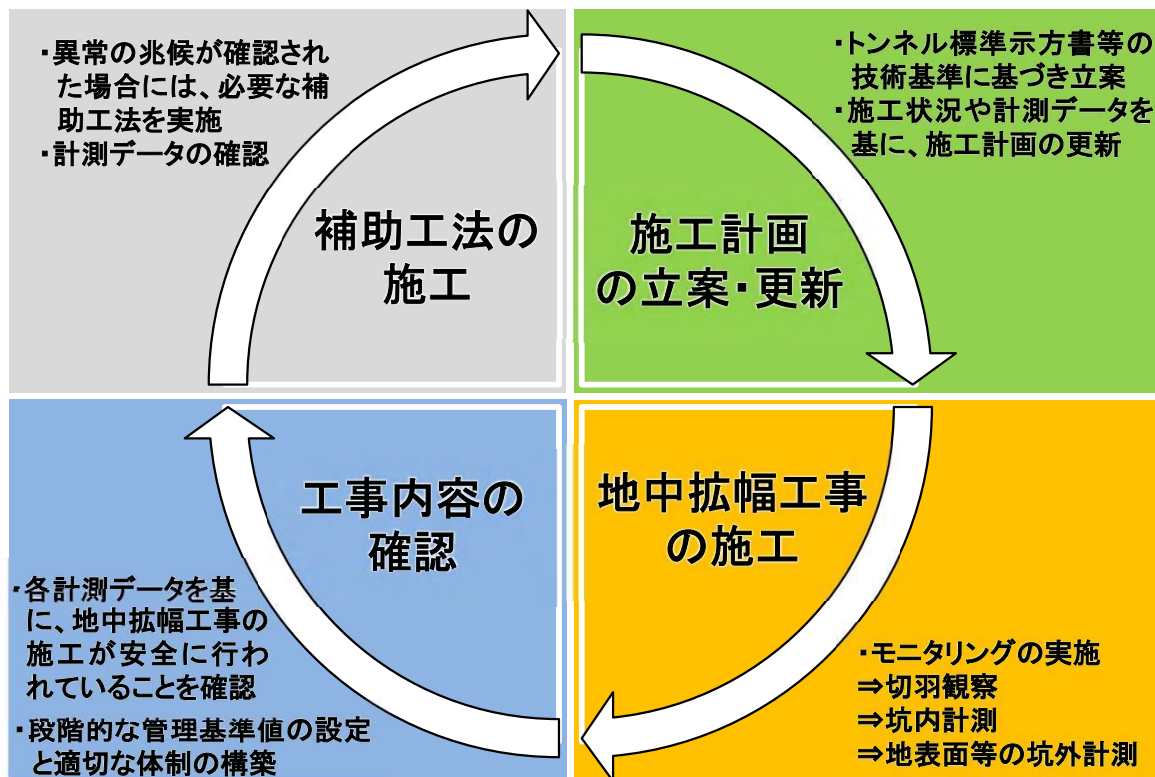 ・異常の兆候が確認され
た場合には、必要な補
助工法を実施
・計測データの確認
補助工法の
施工
・トンネル標準示方書等の
技術基準に基づき立案
・施工状況や計測データを
基に、施工計画の更新
施工計画
の立案・更新
工事内容の
確認
・各計測データを基
に、地中拡幅工事の
施工が安全に行わ
れていることを確認
・段階的な管理基準値の設定
と適切な体制の構築
地中拡幅工事
の施工
・モニタリングの実施
⇒切羽観察
⇒坑内計測
⇒地表面等の坑外計測